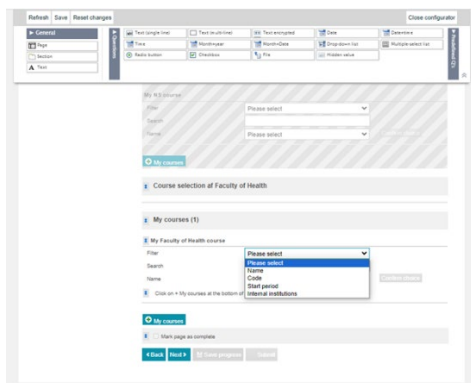 Refresh Save Reset changes Close configurator
General
Page
Section
A Text
Questions
Text (single line) Text (multi-line) Text encrypted Date Date+time
Time Month+year Month+Date Drop down list Multiple select list
Radio button Checkbox File Hidden value
Predefined Q's
My N S course
Filter Please select
Search
Name Please select
My courses
Course selection at Faculty of Health
My courses (1)
My Faculty of Health course
Filter Please select
Search Please select
Name
Name Code
Start period
Internal institutions
Confirm choice
Click on + My courses at the bottom of
My courses
Mark page as complete
Back Next Save progress Submit